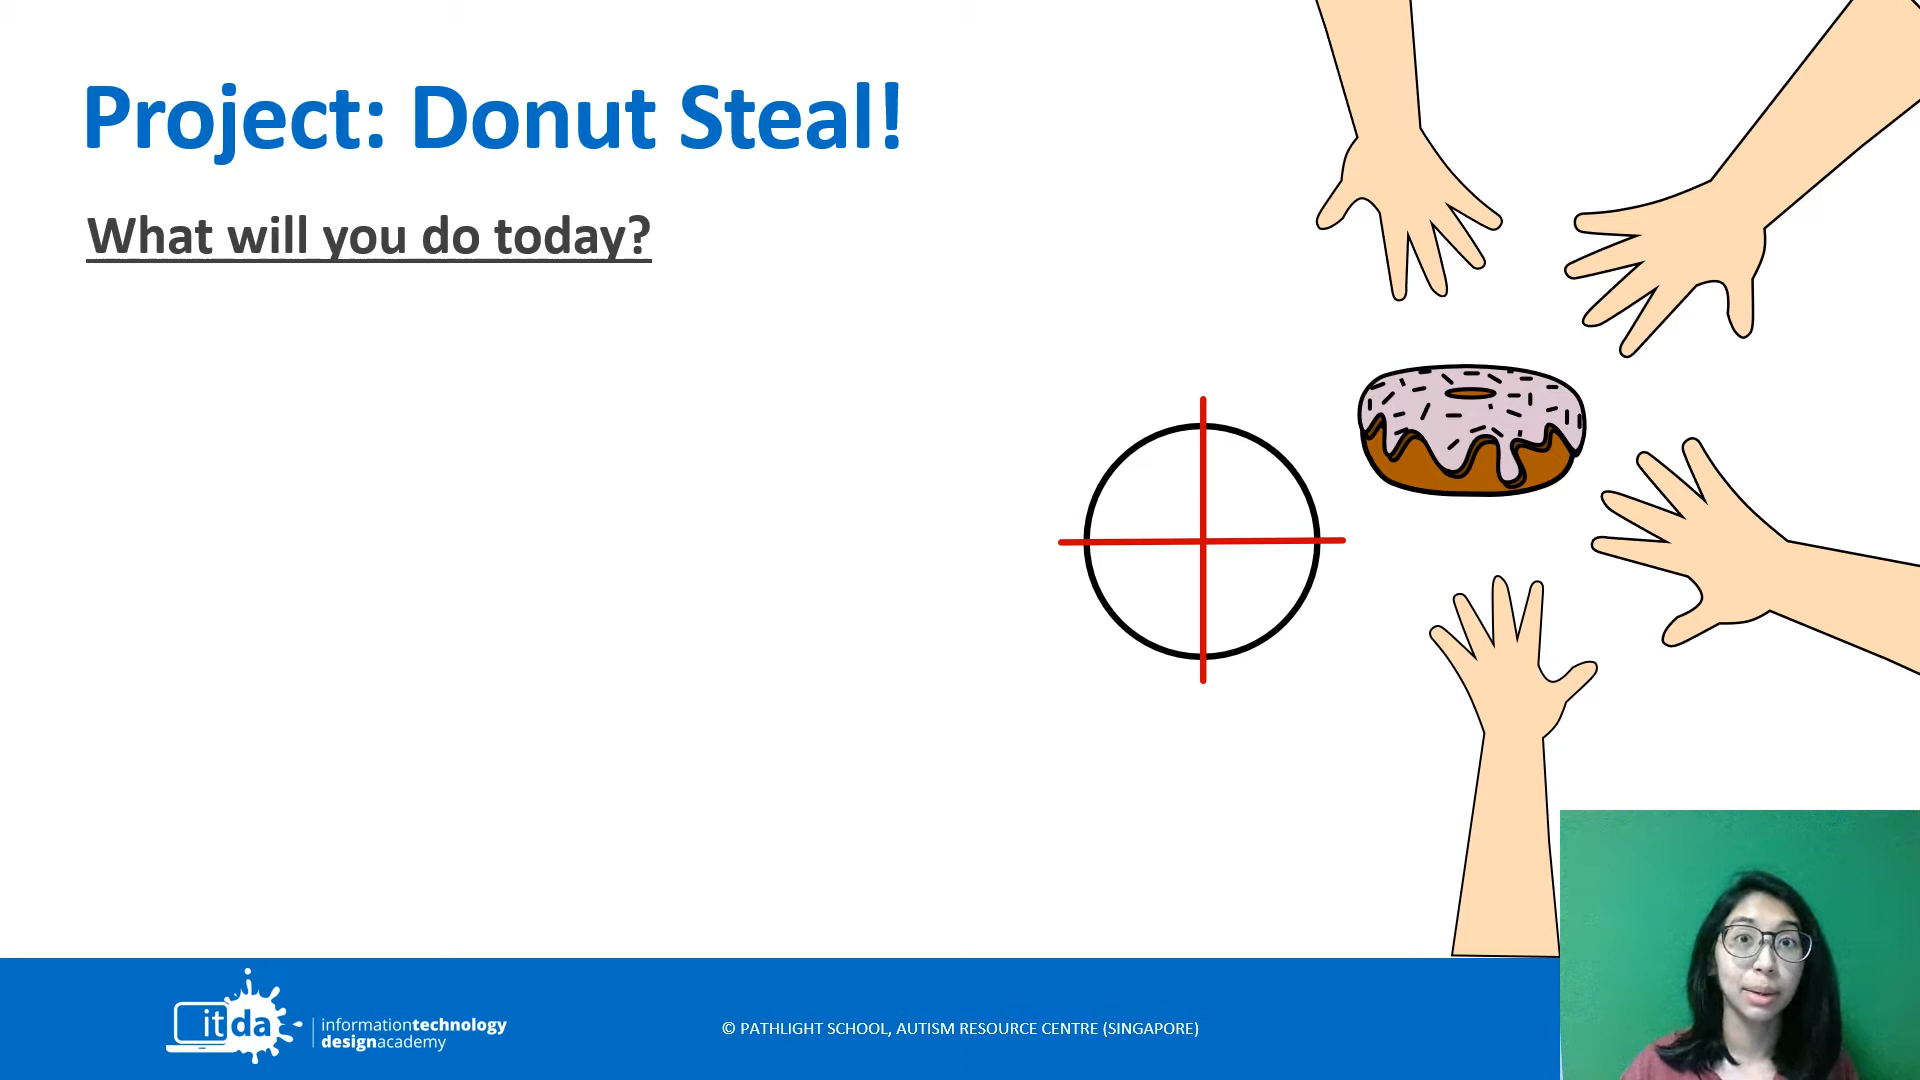 Project: Donut Steal!
What will you do today?
itda
informationtechnology
designacademy
© PATHLIGHT SCHOOL, AUTISM RESOURCE CENTRE (SINGAPORE)